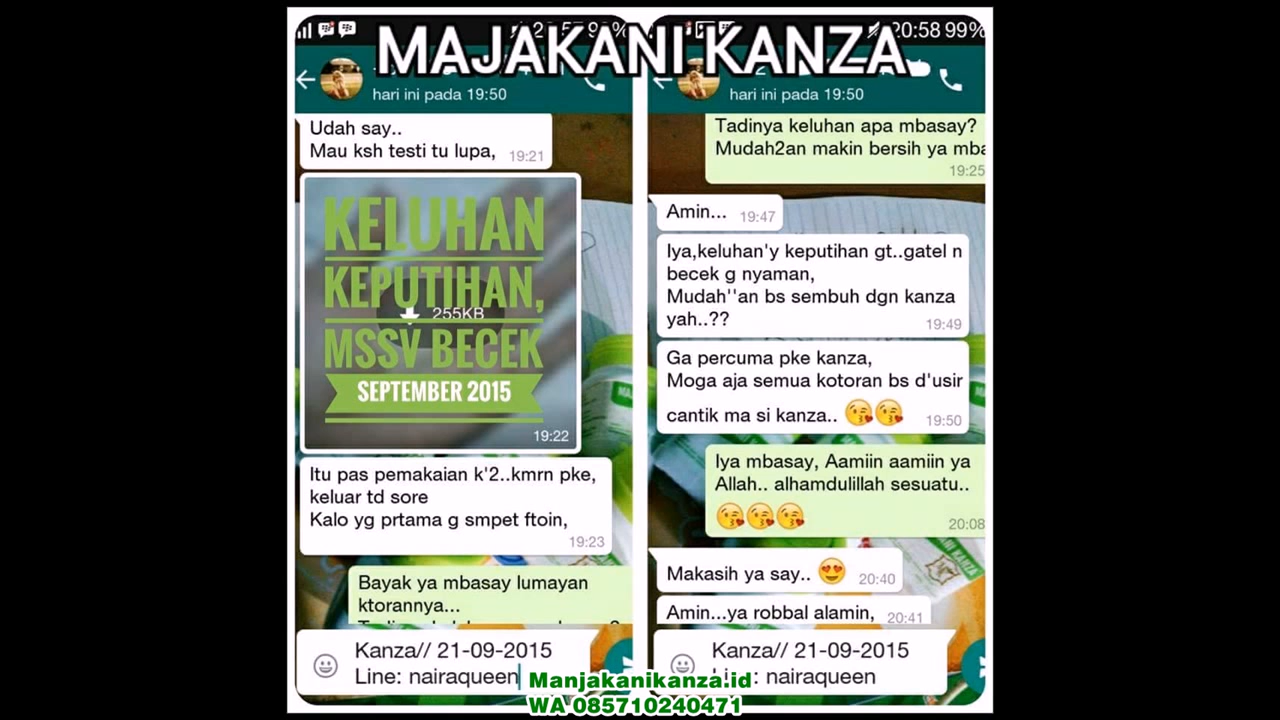 MAJAKANI KANZA
hari ini pada 19:50
Udah say..
Mau ksh testi tu lupa, 19:21
KELUHAN
KEPUTIHAN,
255KB
MSSV BECEK
SEPTEMBER 2015
19:22
Itu pas pemakaian k'2..kmrn pke,
keluar td sore
Kalo yg prtama g smpet ftoin,
19:23
Bayak ya mbasay lumayan
ktorannya...
Kanza// 21-09-2015
Line: nairaqueen
20:58 99%
hari ini pada 19:50
Tadinya keluhan apa mbasay?
Mudah2an makin bersih ya mba
19:25
Amin... 19:47
Iya,keluhan'y keputihan gt..gatel n
becek g nyaman,
Mudah''an bs sembuh dgn kanza
yah..??
19:49
Ga percuma pke kanza,
Moga aja semua kotoran bs d'usir
cantik ma si kanza.. 😘😘 19:50
Iya mbasay, Aamiin aamiin ya
Allah.. alhamdulillah sesuatu..
😘😘😘 20:08
Makasih ya say.. 😍 20:40
Amin...ya robbal alamin, 20:41
Kanza// 21-09-2015
Line: nairaqueen
Manjakanikanza.id
WA 085710240471